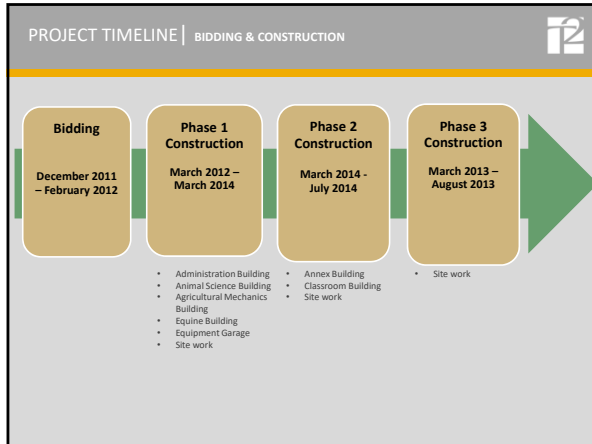 PROJECT TIMELINE| BIDDING & CONSTRUCTION
T2
Bidding
December 2011
– February 2012
Phase 1
Construction
March 2012 –
March 2014
Phase 2
Construction
March 2014 -
July 2014
Phase 3
Construction
March 2013 –
August 2013
• Administration Building
• Animal Science Building
• Agricultural Mechanics
Building
• Equine Building
• Equipment Garage
• Site work
• Annex Building
• Classroom Building
• Site work
• Site work